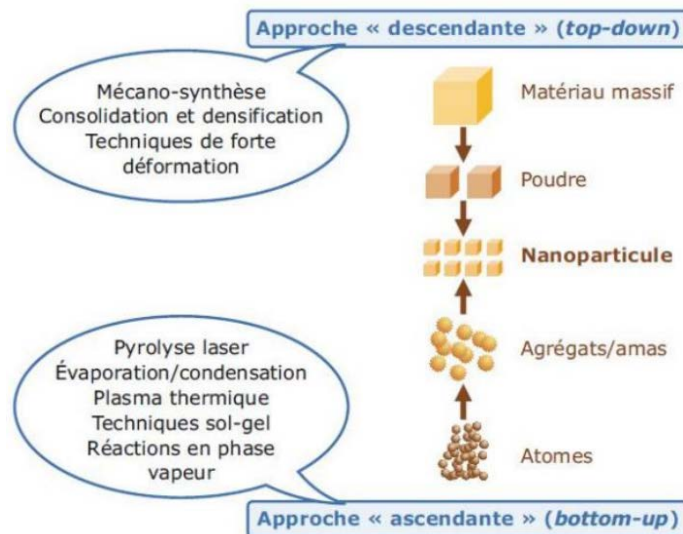 Approche « descendante » (top-down)
Mécano-synthèse
Consolidation et densification
Techniques de forte
déformation
Matériau massif
Poudre
Nanoparticule
Agrégats/amas
Atomes
Pyrolyse laser
Évaporation/condensation
Plasma thermique
Techniques sol-gel
Réactions en phase
vapeur
Approche « ascendante » (bottom-up)